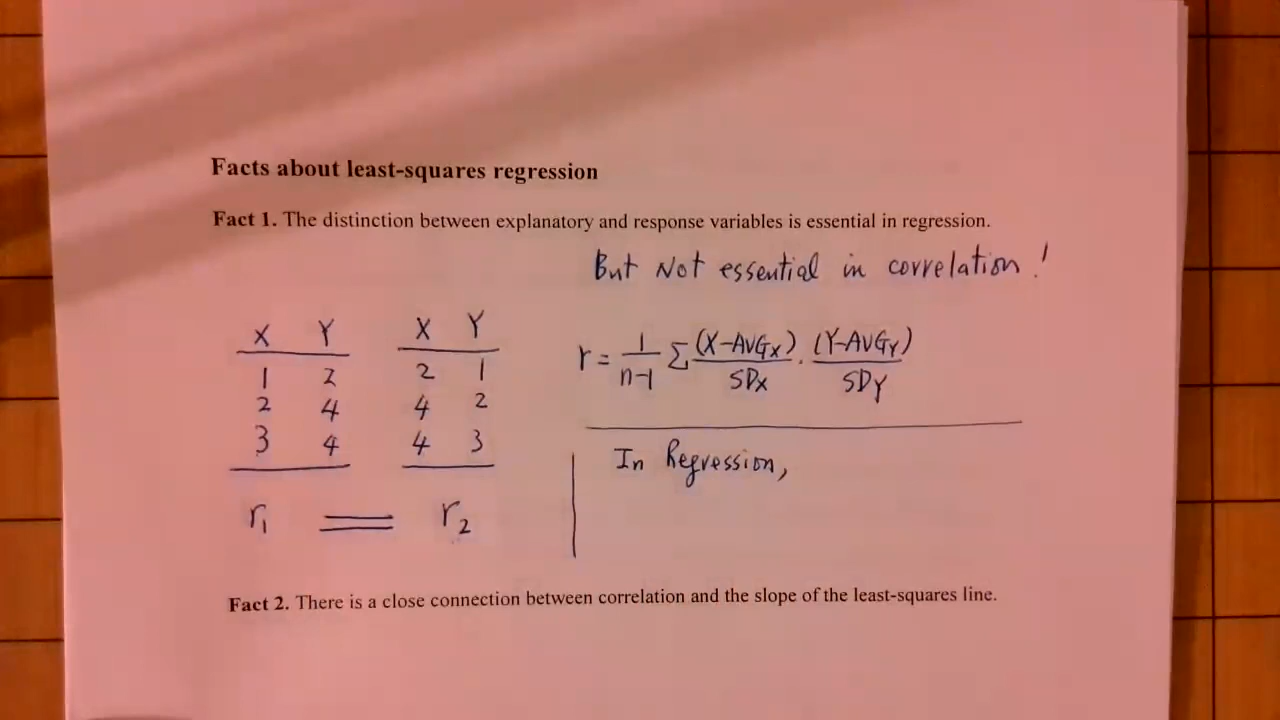 Facts about least-squares regression
Fact 1. The distinction between explanatory and response variables is essential in regression.
But Not essential in correlation!
X Y X Y
1 2 2 1
2 4 4 2
3 4 4 3
r₁ = r₂
r = 1/(n-1) Σ (X-AVGx)/SDx · (Y-AVGY)/SDY
In Regression,
Fact 2. There is a close connection between correlation and the slope of the least-squares line.